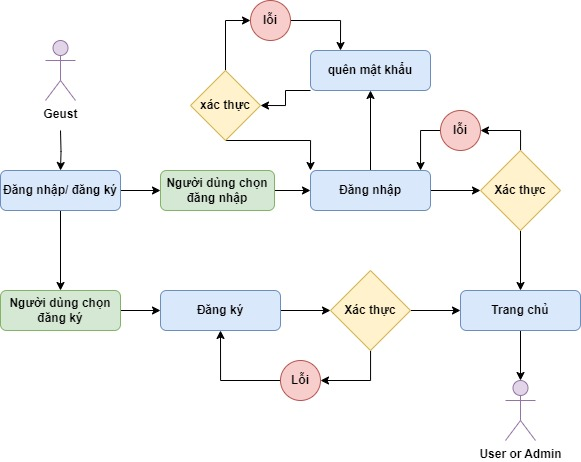 lỗi
quên mật khẩu
xác thực
Geust
lỗi
Đăng nhập/ đăng ký
Người dùng chọn
đăng nhập
Đăng nhập
Xác thực
Người dùng chọn
đăng ký
Đăng ký
Xác thực
Trang chủ
Lỗi
User or Admin